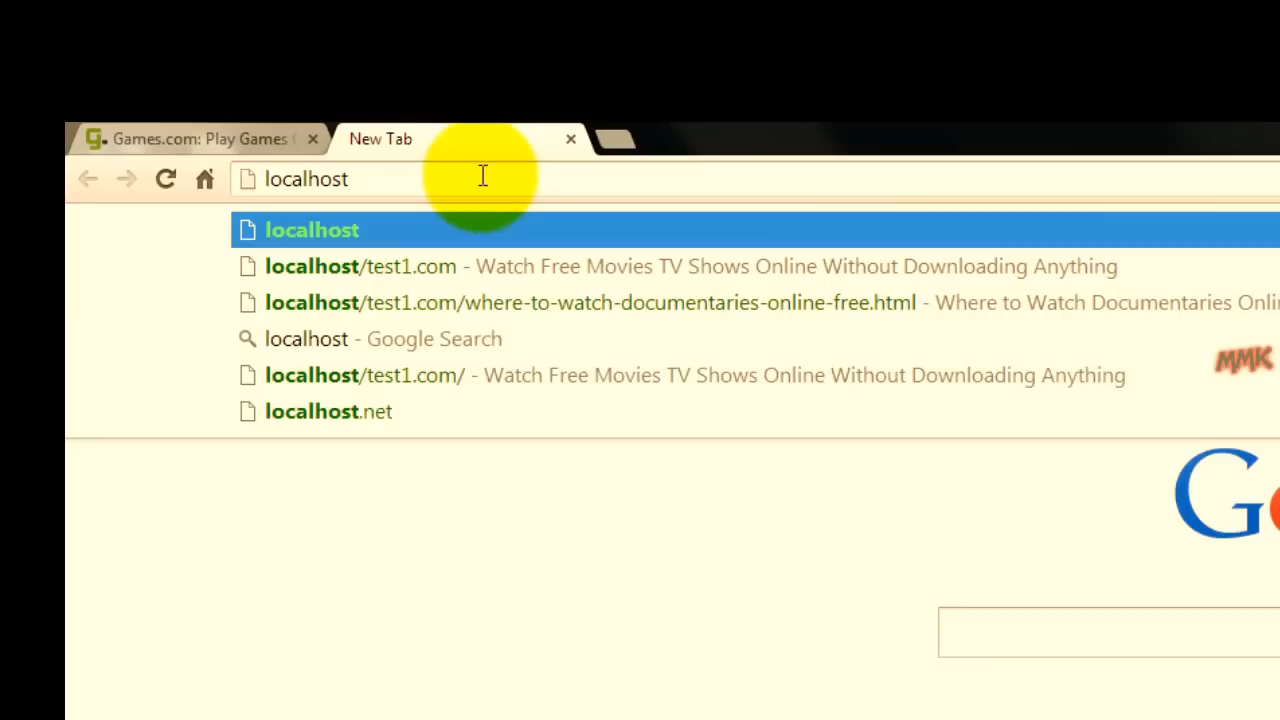 Games.com: Play Games
New Tab
localhost
localhost
localhost/test1.com - Watch Free Movies TV Shows Online Without Downloading Anything
localhost/test1.com/where-to-watch-documentaries-online-free.html - Where to Watch Documentaries Onli
localhost - Google Search
MMK
localhost/test1.com/ - Watch Free Movies TV Shows Online Without Downloading Anything
localhost.net
G